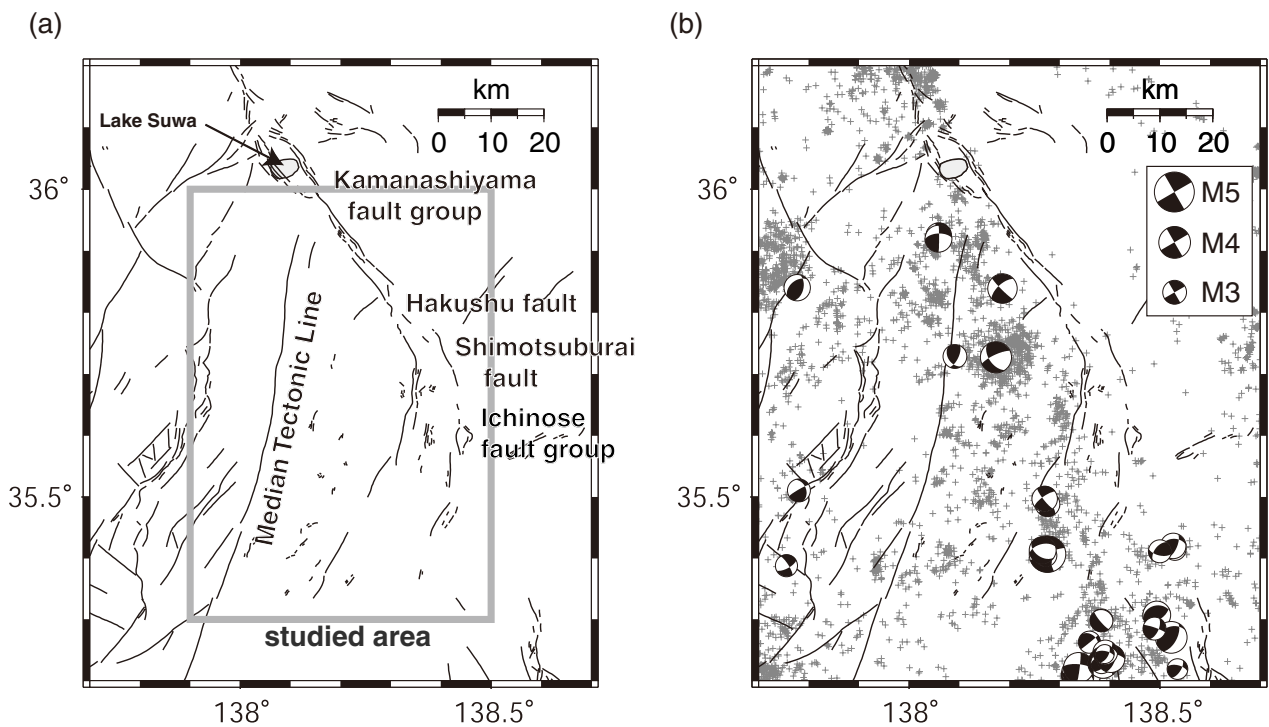 (a)
km
0 10 20
Lake Suwa
36°
Kamanashiyama
fault group
Hakushu fault
Shimotsuburai
fault
Ichinose
fault group
Median Tectonic Line
35.5°
studied area
138°
138.5°
(b)
km
0 10 20
36°
M5
M4
M3
35.5°
138°
138.5°